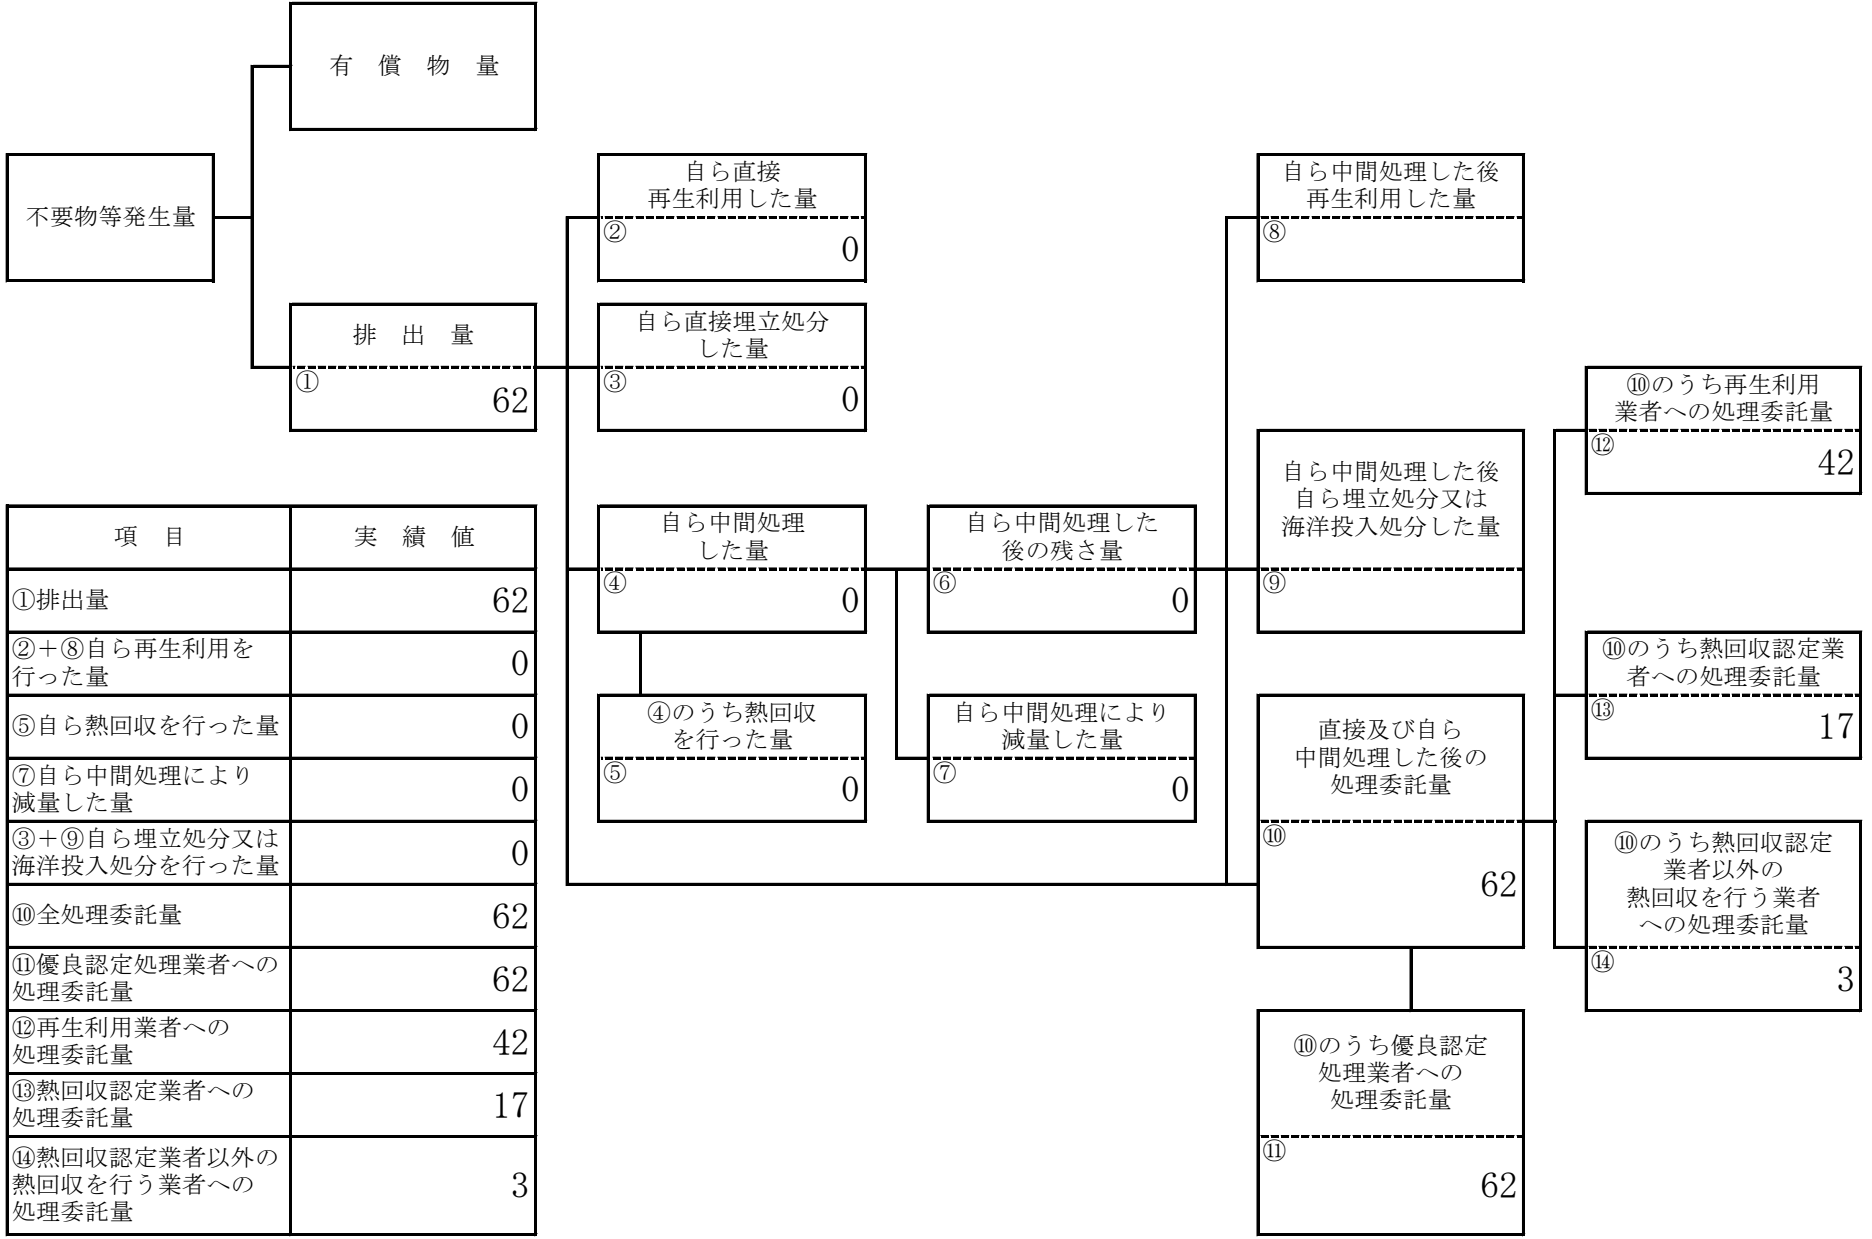 有　償　物　量
不要物等発生量
排　出　量
①
62
自ら直接
再生利用した量
②
0
自ら直接埋立処分
した量
③
0
自ら中間処理
した量
④
0
④のうち熱回収
を行った量
⑤
0
自ら中間処理した
後の残さ量
⑥
0
自ら中間処理により
減量した量
⑦
0
自ら中間処理した後
再生利用した量
⑧
自ら中間処理した後
自ら埋立処分又は
海洋投入処分した量
⑨
直接及び自ら
中間処理した後の
処理委託量
⑩
62
⑩のうち優良認定
処理業者への
処理委託量
⑪
62
⑩のうち再生利用
業者への処理委託量
⑫
42
⑩のうち熱回収認定業
者への処理委託量
⑬
17
⑩のうち熱回収認定
業者以外の
熱回収を行う業者
への処理委託量
⑭
3
項　目　実　績　値
①排出量　62
②＋⑧自ら再生利用を
行った量　0
⑤自ら熱回収を行った量　0
⑦自ら中間処理により
減量した量　0
③＋⑨自ら埋立処分又は
海洋投入処分を行った量　0
⑩全処理委託量　62
⑪優良認定処理業者への
処理委託量　62
⑫再生利用業者への
処理委託量　42
⑬熱回収認定業者への
処理委託量　17
⑭熱回収認定業者以外の
熱回収を行う業者への
処理委託量　3